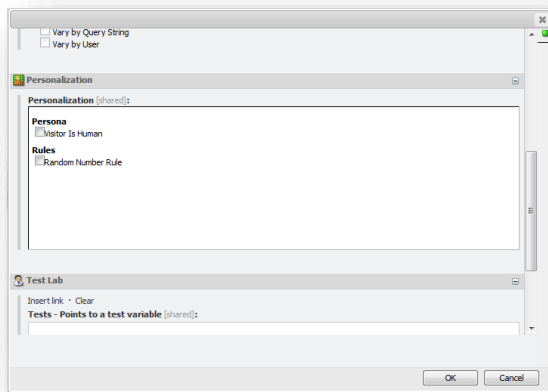 Vary by Query String
Vary by User
Personalization
Personalization [shared]:
Persona
Visitor Is Human
Rules
Random Number Rule
Test Lab
Insert link · Clear
Tests - Points to a test variable [shared]:
OK
Cancel